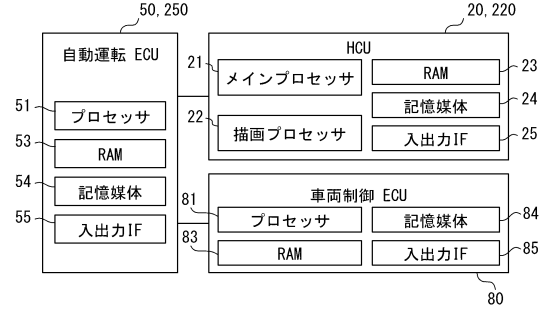 50, 250
自動運転 ECU
51
プロセッサ
53
RAM
54
記憶媒体
55
入出力IF
20, 220
HCU
21
メインプロセッサ
22
描画プロセッサ
RAM
23
記憶媒体
24
入出力IF
25
車両制御 ECU
81
プロセッサ
83
RAM
記憶媒体
84
入出力IF
85
80